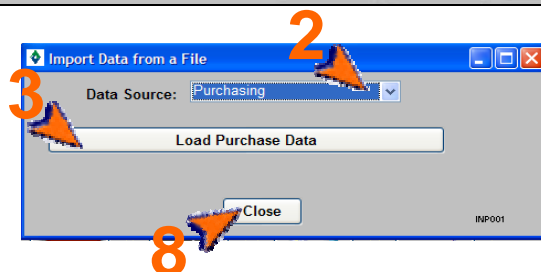 2
Import Data from a File
3
Data Source: Purchasing
Load Purchase Data
Close
INP001
8